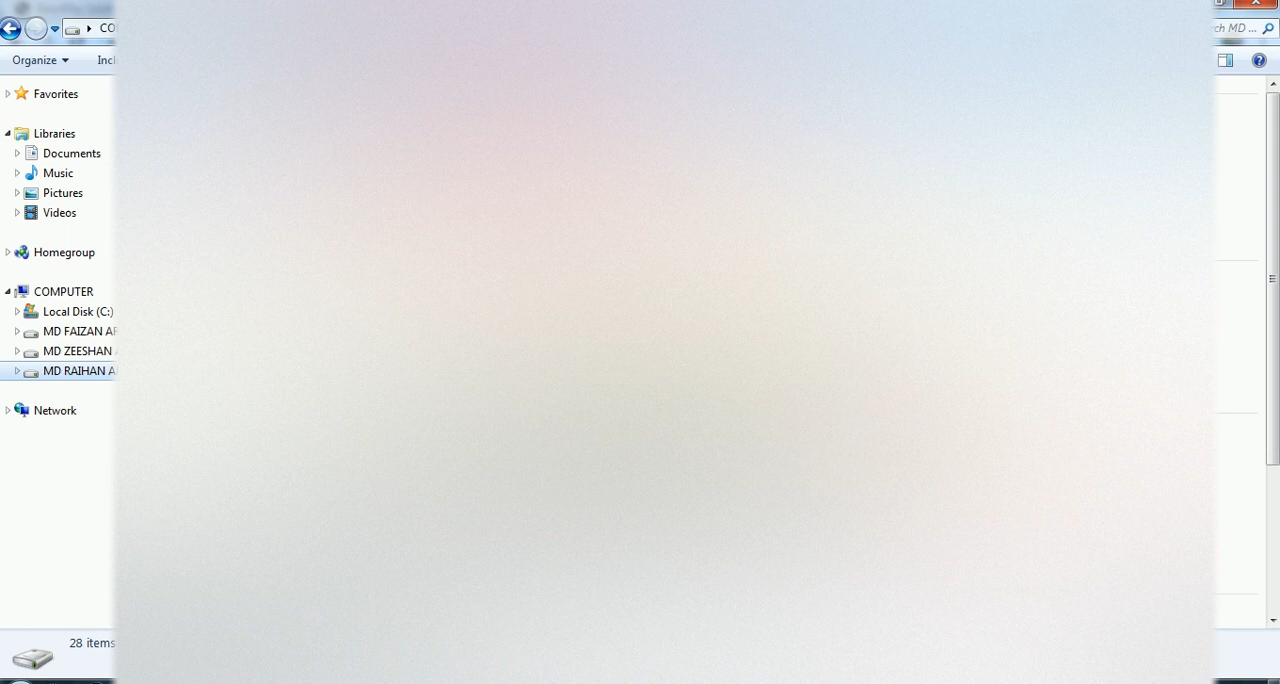 Organize
Favorites
Libraries
Documents
Music
Pictures
Videos
Homegroup
COMPUTER
Local Disk (C:)
MD FAIZAN
MD ZEESHAN
MD RAIHAN
Network
28 items
MD ...